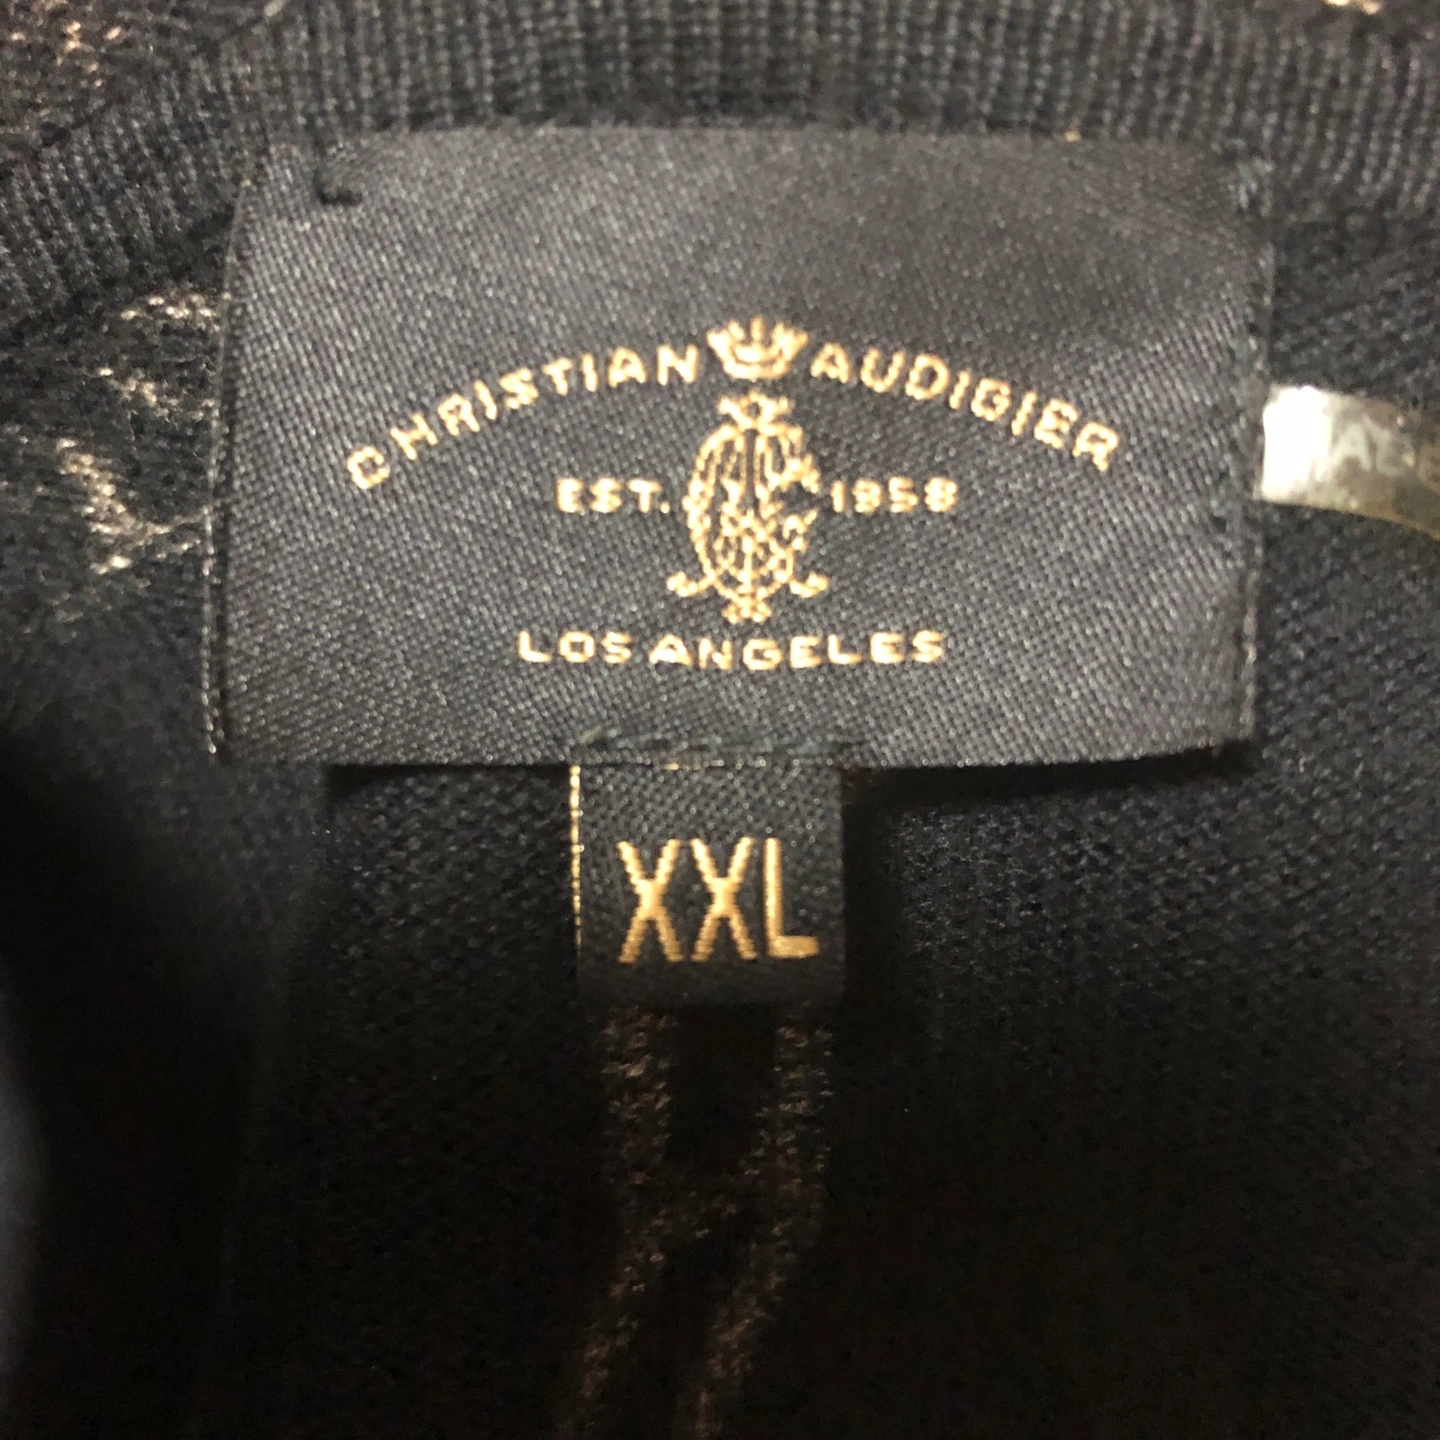 CHRISTIAN AUDIGIER
EST. 1958
LOS ANGELES
XXL